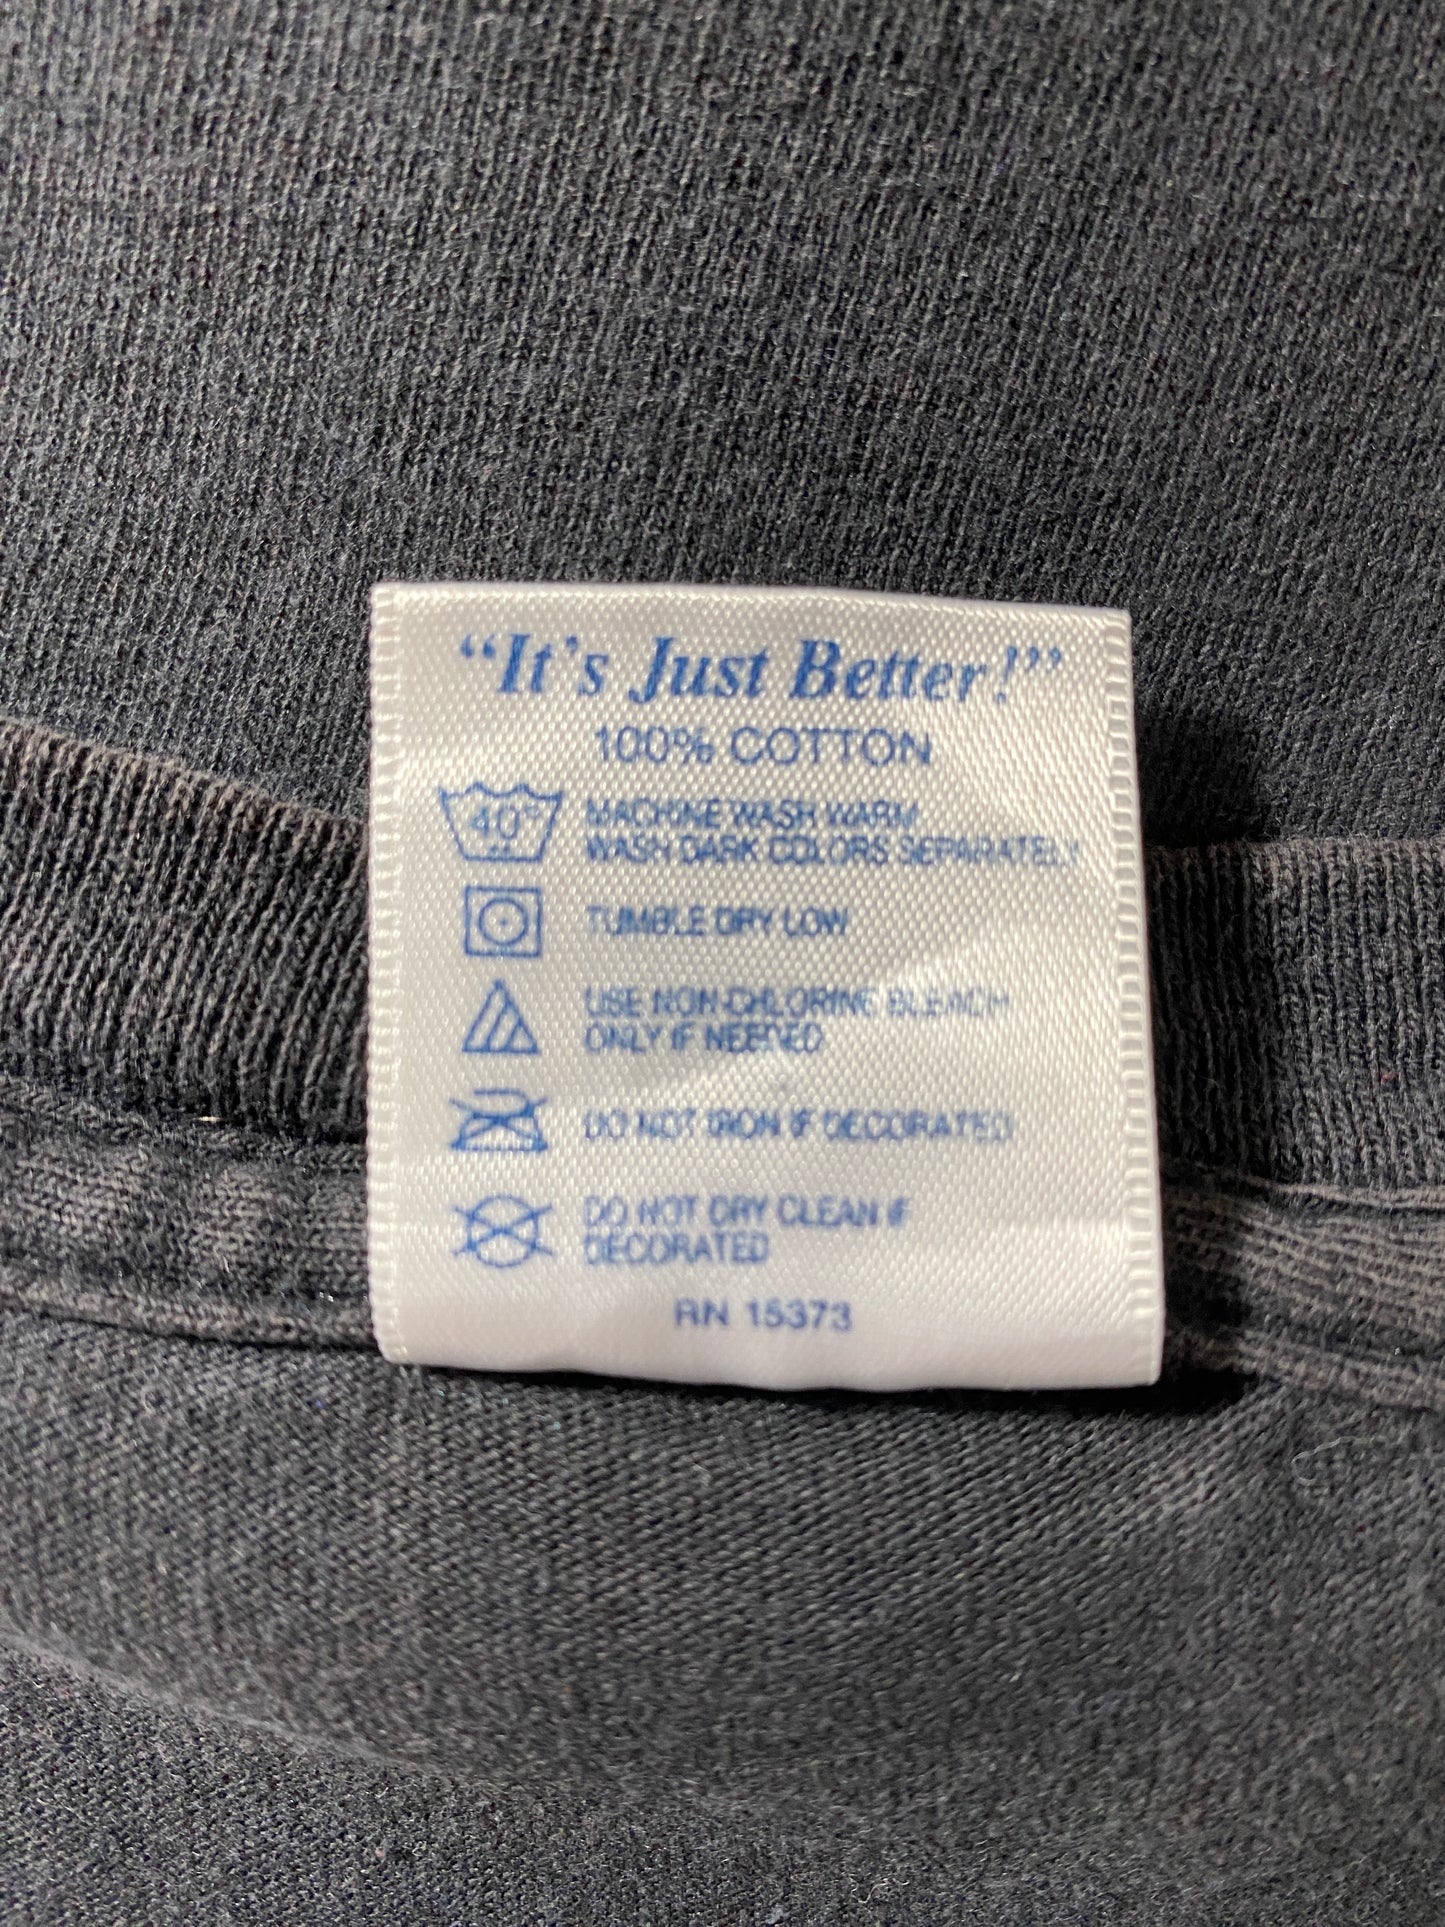 “It's Just Better!”
100% COTTON
40°
MACHINE WASH WARM
WASH DARK COLORS SEPARATELY
TUMBLE DRY LOW
USE NON-CHLORINE BLEACH
ONLY IF NEEDED
DO NOT IRON IF DECORATED
DO NOT DRY CLEAN IF
DECORATED
RN 15373